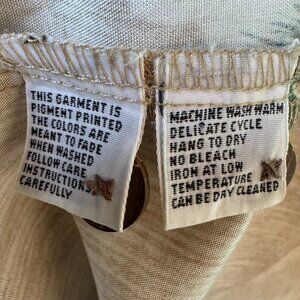 THIS GARMENT IS
PIGMENT PRINTED
THE COLORS ARE
MEANT TO FADE
WHEN WASHED
FOLLOW CARE
INSTRUCTION
CAREFULLY
MACHINE WASH WARM
DELICATE CYCLE
HANG TO DRY
NO BLEACH
IRON AT LOW
TEMPERATURE
CAN BE DRY CLEANED